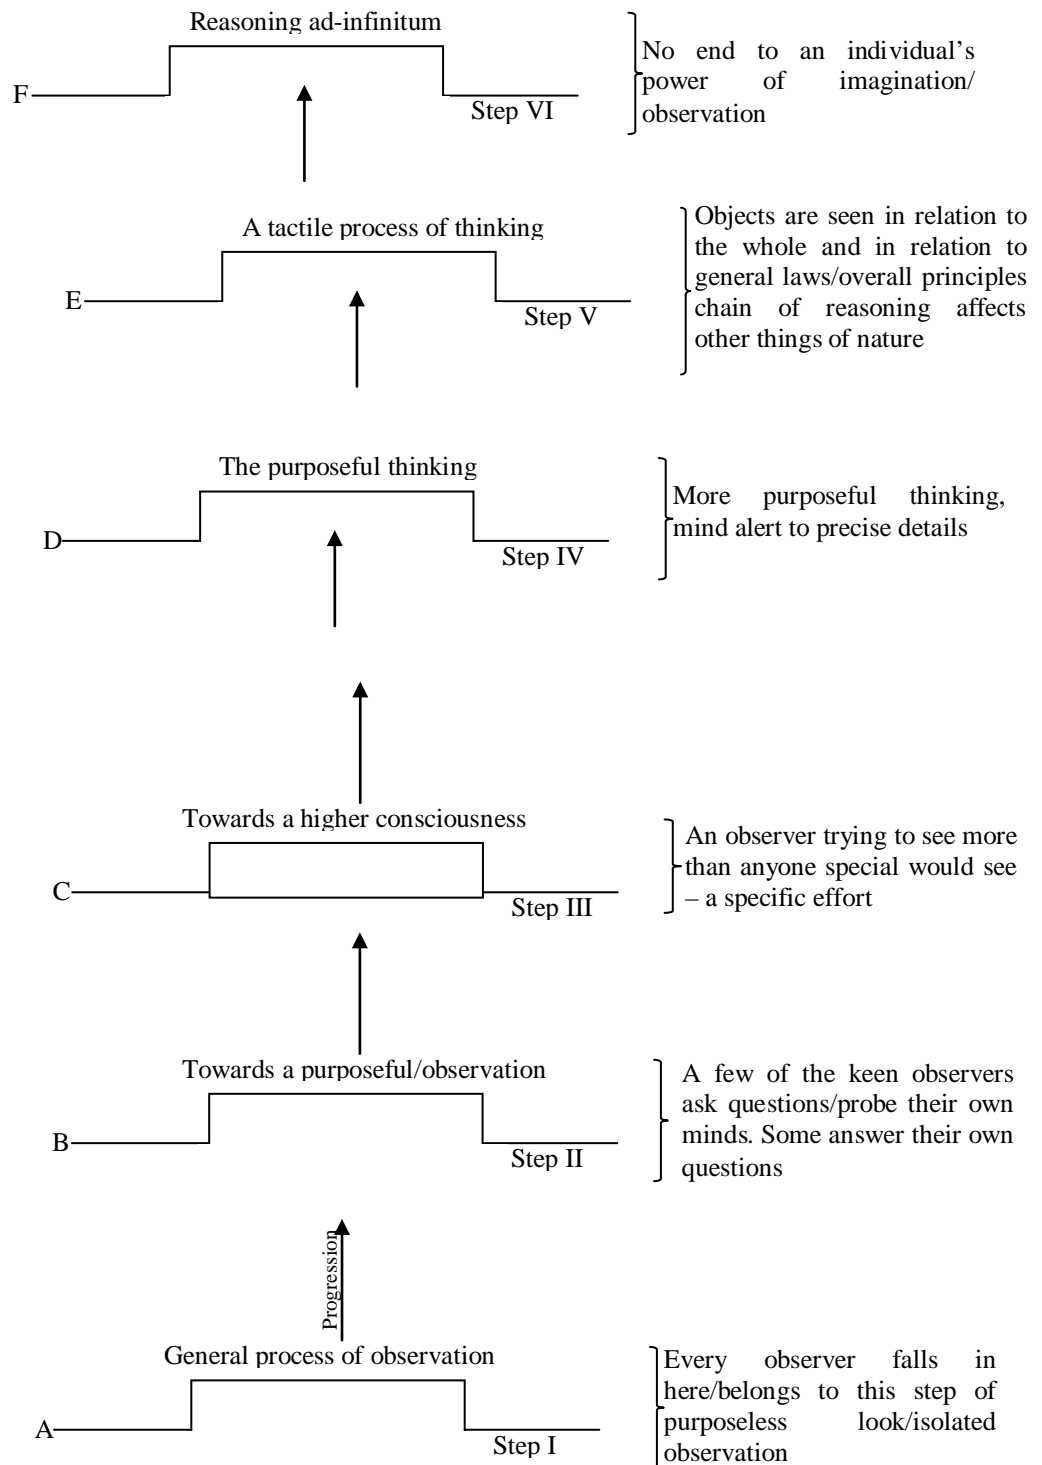 Reasoning ad-infinitum
F
Step VI
No end to an individual’s
power of imagination/
observation
A tactile process of thinking
E
Step V
Objects are seen in relation to
the whole and in relation to
general laws/overall principles
chain of reasoning affects
other things of nature
The purposeful thinking
D
Step IV
More purposeful thinking,
mind alert to precise details
Towards a higher consciousness
C
Step III
An observer trying to see more
than anyone special would see
– a specific effort
Towards a purposeful/observation
B
Step II
A few of the keen observers
ask questions/probe their own
minds. Some answer their own
questions
Progression
General process of observation
A
Step I
Every observer falls in
here/belongs to this step of
purposeless look/isolated
observation